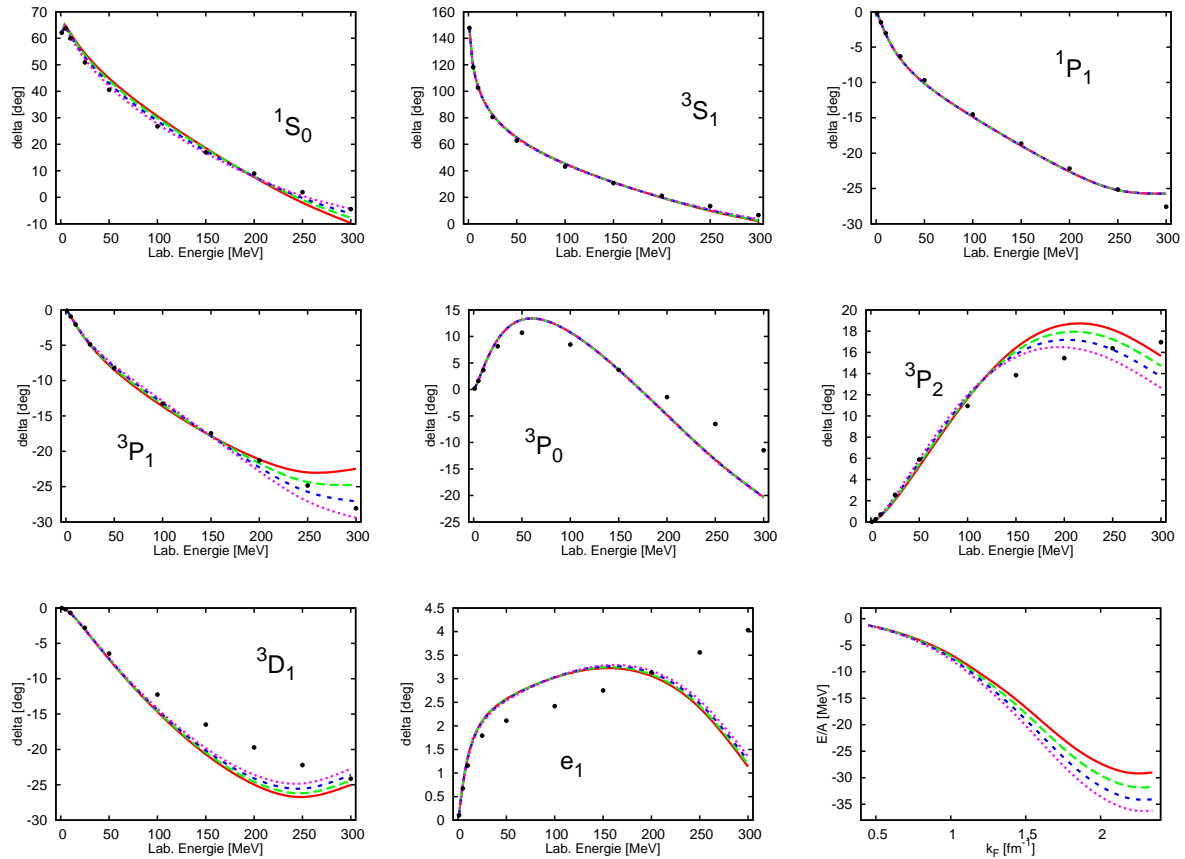 70
60
50
40
30
20
10
0
-10
delta [deg]
¹S₀
0 50 100 150 200 250 300
Lab. Energie [MeV]
160
140
120
100
80
60
40
20
0
delta [deg]
³S₁
0 50 100 150 200 250 300
Lab. Energie [MeV]
0
-5
-10
-15
-20
-25
-30
delta [deg]
¹P₁
0 50 100 150 200 250 300
Lab. Energie [MeV]
0
-5
-10
-15
-20
-25
-30
delta [deg]
³P₁
0 50 100 150 200 250 300
Lab. Energie [MeV]
15
10
5
0
-5
-10
-15
-20
-25
delta [deg]
³P₀
0 50 100 150 200 250 300
Lab. Energie [MeV]
20
18
16
14
12
10
8
6
4
2
0
delta [deg]
³P₂
0 50 100 150 200 250 300
Lab. Energie [MeV]
0
-5
-10
-15
-20
-25
-30
delta [deg]
³D₁
0 50 100 150 200 250 300
Lab. Energie [MeV]
4.5
4
3.5
3
2.5
2
1.5
1
0.5
0
delta [deg]
e₁
0 50 100 150 200 250 300
Lab. Energie [MeV]
0
-5
-10
-15
-20
-25
-30
-35
E/A [MeV]
0.5 1 1.5 2
k_F [fm⁻¹]